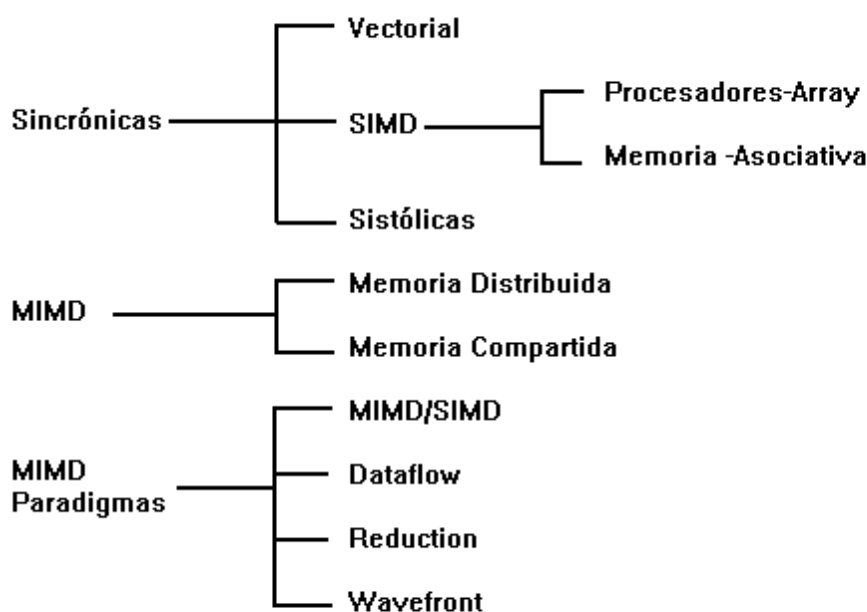 Vectorial
Sincrónicas
SIMD
Procesadores-Array
Memoria -Asociativa
Sistólicas
MIMD
Memoria Distribuida
Memoria Compartida
MIMD
Paradigmas
MIMD/SIMD
Dataflow
Reduction
Wavefront